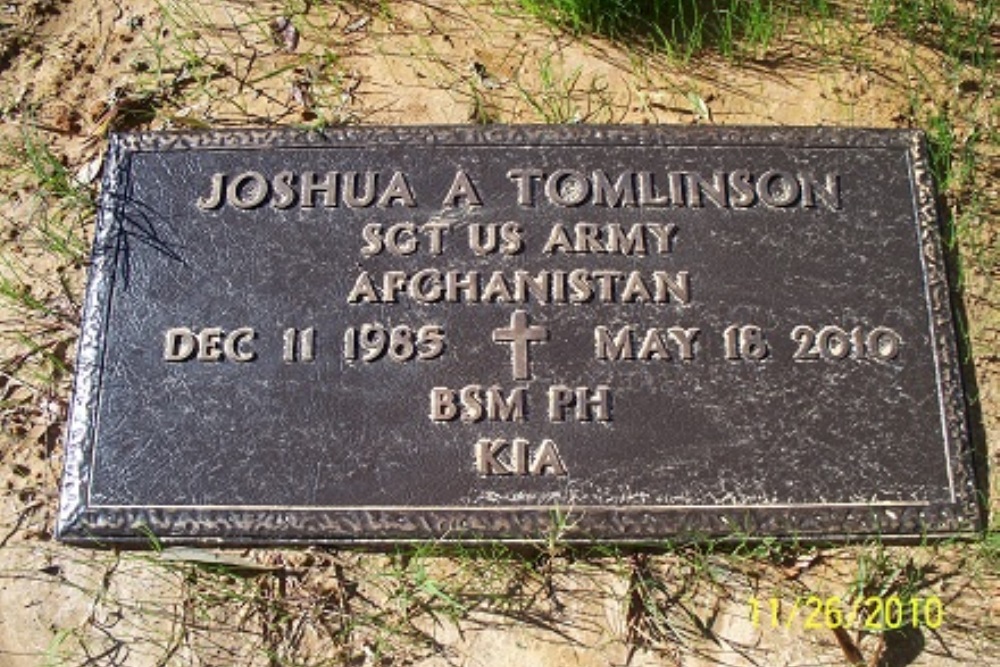 JOSHUA A TOMLINSON
SGT US ARMY
AFGHANISTAN
DEC 11 1985 MAY 18 2010
BSM PH
KIA
11/26/2010